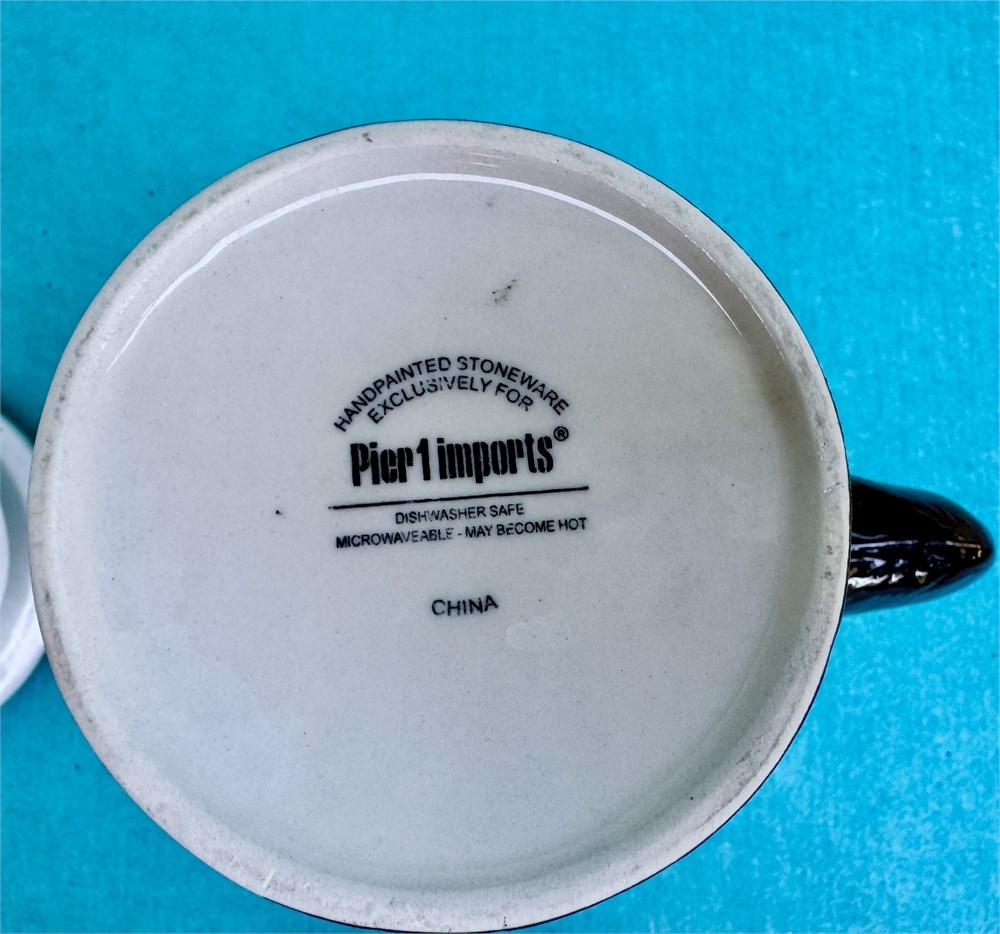 HANDPAINTED STONEWARE
EXCLUSIVELY FOR
Pier 1 imports®
DISHWASHER SAFE
MICROWAVEABLE - MAY BECOME HOT
CHINA